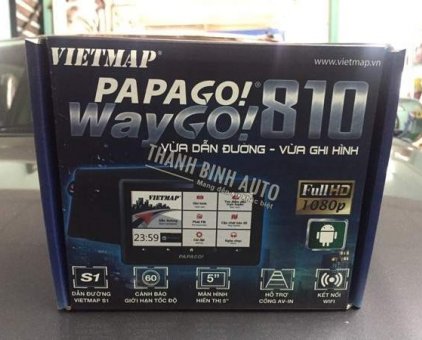 VIETMAP®
www.vietmap.vn
PAPAGO!®
WayGO! 810
VỪA DẪN ĐƯỜNG - VỪA GHI HÌNH
THANH BINH AUTO
Full HD
1080p
VIETMAP
23:59
PAPAGO!
S1
DẪN ĐƯỜNG
VIETMAP S1
60
CẢNH BÁO
GIỚI HẠN TỐC ĐỘ
5"
MÀN HÌNH
HIỂN THỊ 5"
HỖ TRỢ
CỔNG AV-IN
KẾT NỐI
WIFI